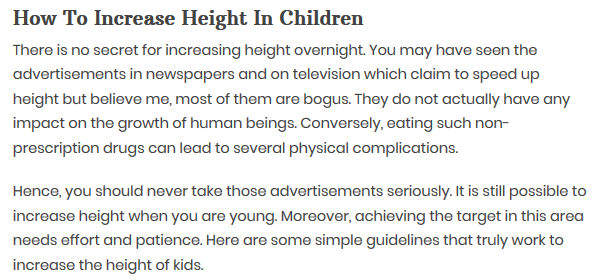 How To Increase Height In Children
There is no secret for increasing height overnight. You may have seen the
advertisements in newspapers and on television which claim to speed up
height but believe me, most of them are bogus. They do not actually have any
impact on the growth of human beings. Conversely, eating such non-
prescription drugs can lead to several physical complications.
Hence, you should never take those advertisements seriously. It is still possible to
increase height when you are young. Moreover, achieving the target in this area
needs effort and patience. Here are some simple guidelines that truly work to
increase the height of kids.